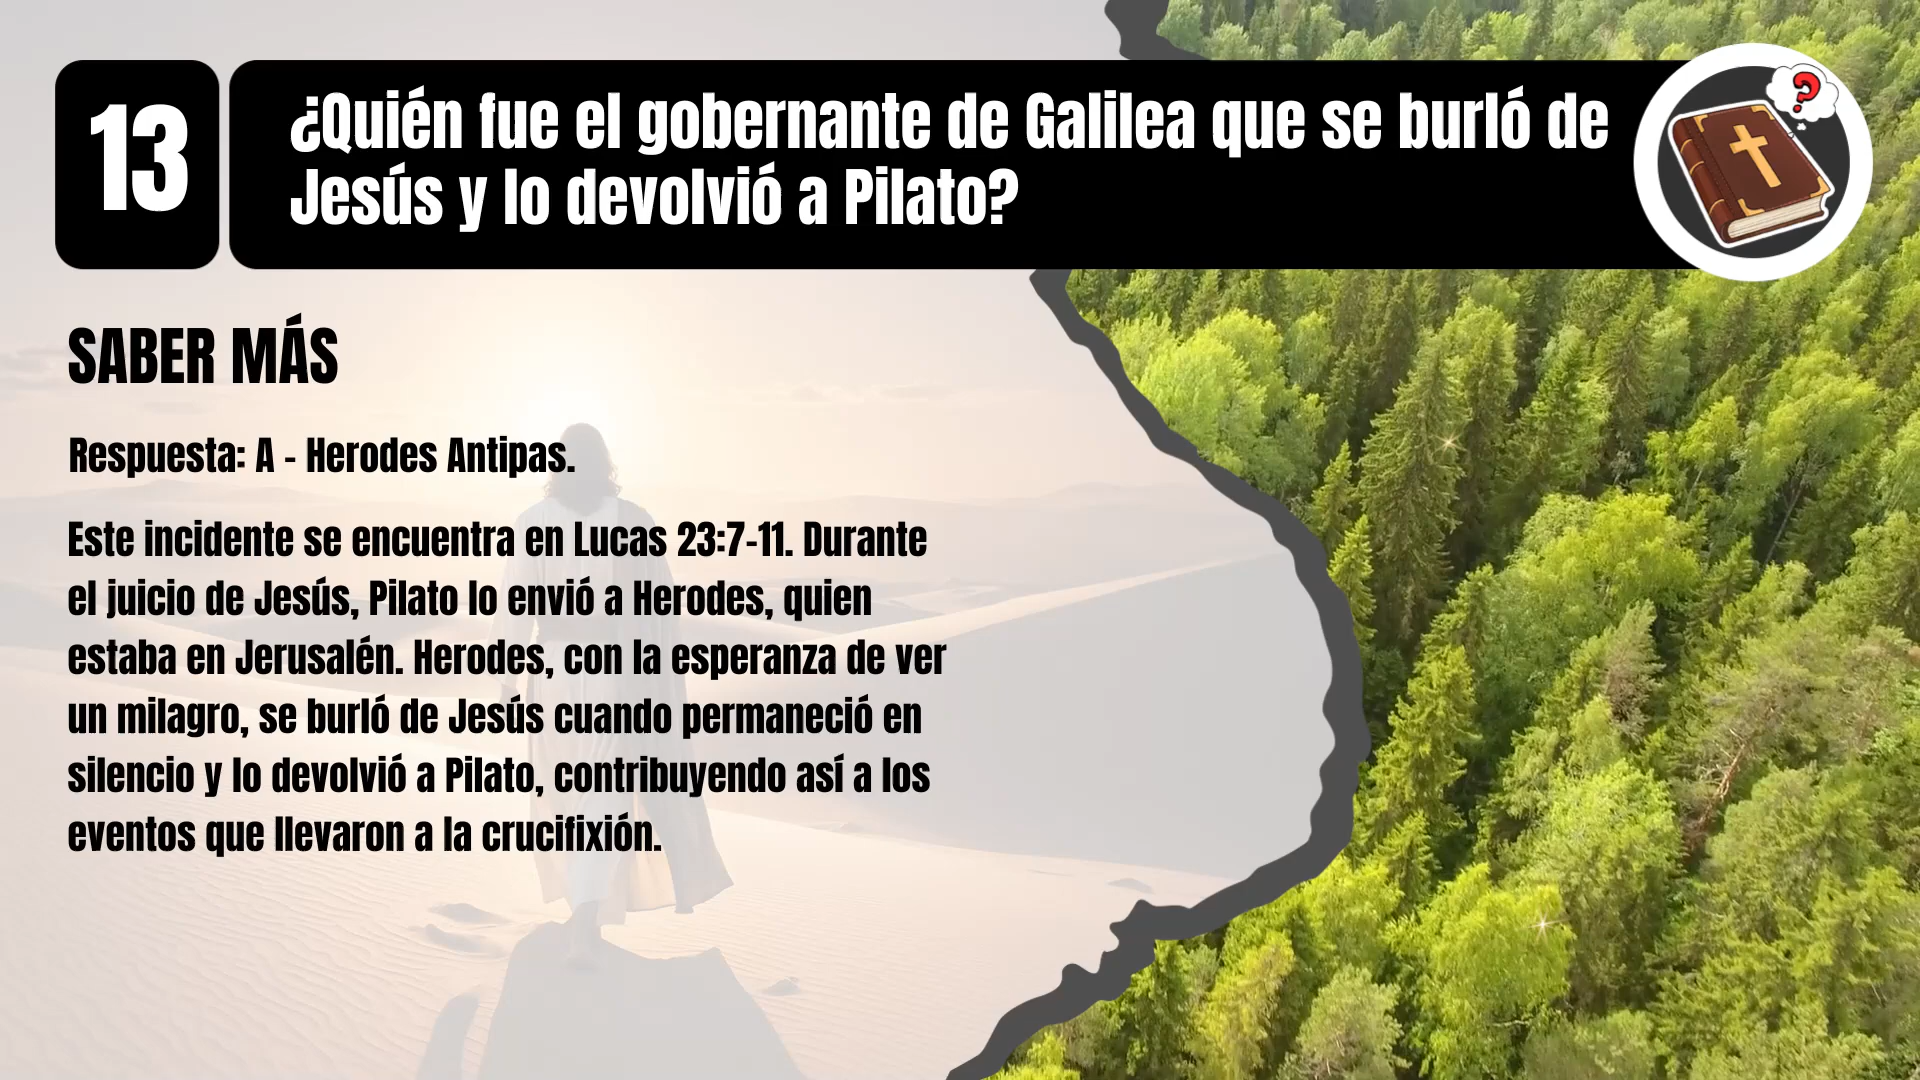 13
¿Quién fue el gobernante de Galilea que se burló de
Jesús y lo devolvió a Pilato?
?
SABER MÁS
Respuesta: A - Herodes Antipas.
Este incidente se encuentra en Lucas 23:7-11. Durante
el juicio de Jesús, Pilato lo envió a Herodes, quien
estaba en Jerusalén. Herodes, con la esperanza de ver
un milagro, se burló de Jesús cuando permaneció en
silencio y lo devolvió a Pilato, contribuyendo así a los
eventos que llevaron a la crucifixión.